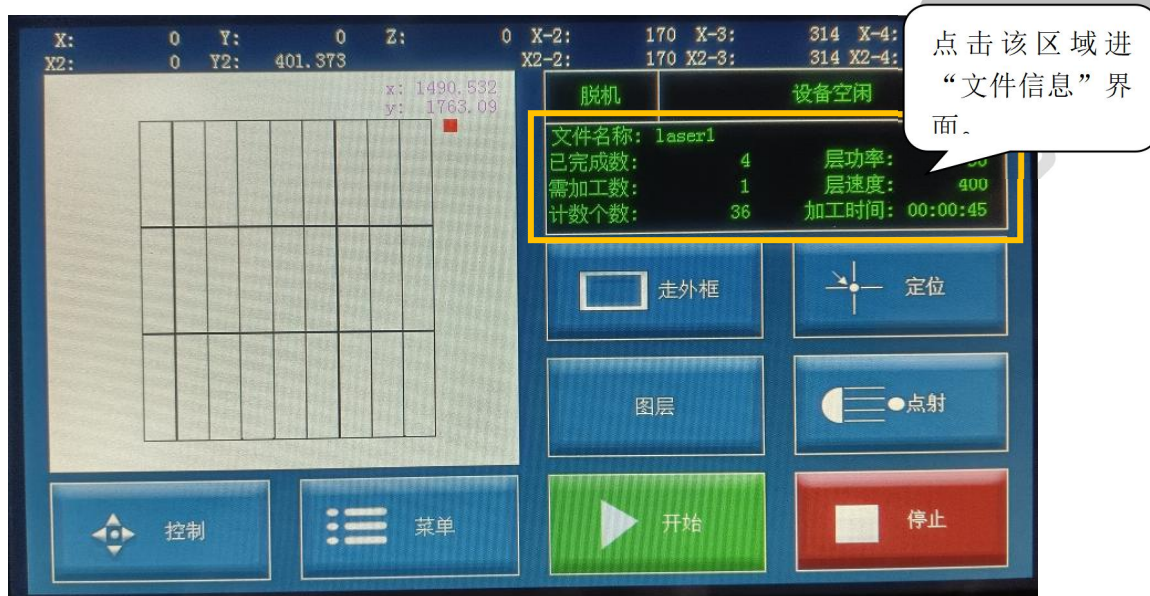 X: 0 Y: 0 Z: 0 X-2: 170 X-3: 314 X-4:
X2: 0 Y2: 401.373 X2-2: 170 X2-3: 314 X2-4:
点击该区域进
“文件信息”界
面。
x: 1490.532
y: 1763.09
脱机 设备空闲
文件名称: laser1
已完成数: 4 层功率:
需加工数: 1 层速度: 400
计数个数: 36 加工时间: 00:00:45
走外框 定位
图层 点射
控制 菜单 开始 停止